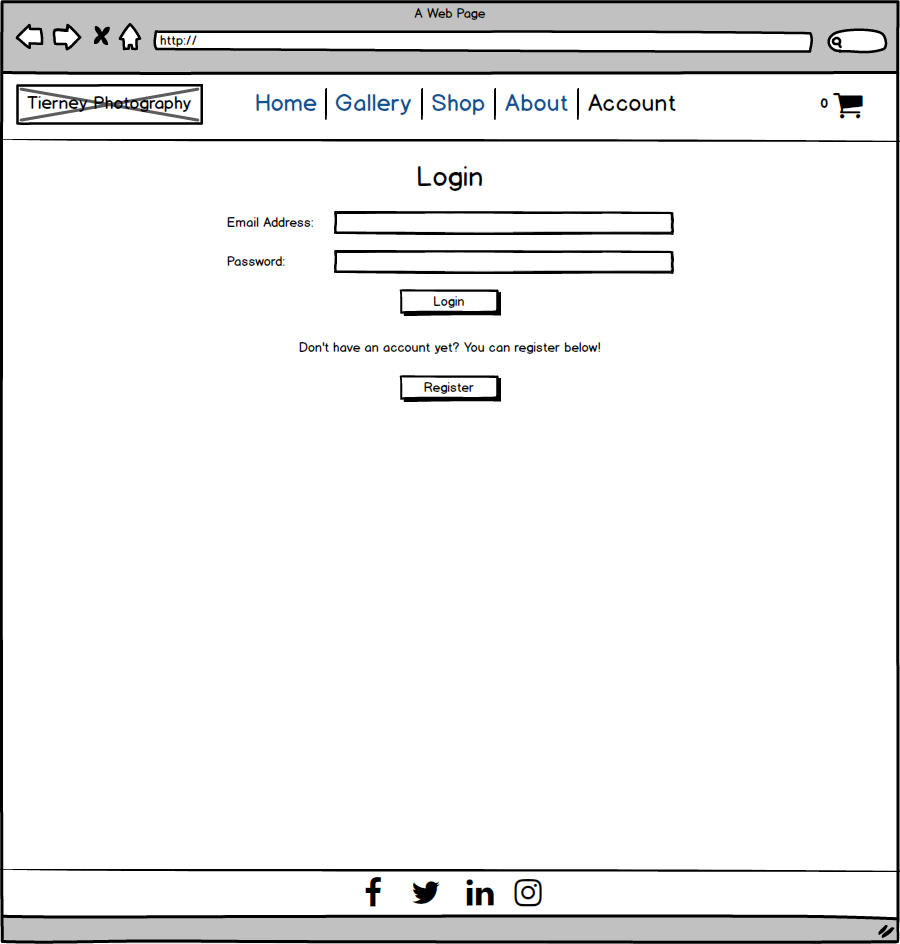 A Web Page
http://
Tierney Photography
Home Gallery Shop About Account
0
Login
Email Address:
Password:
Login
Don't have an account yet? You can register below!
Register